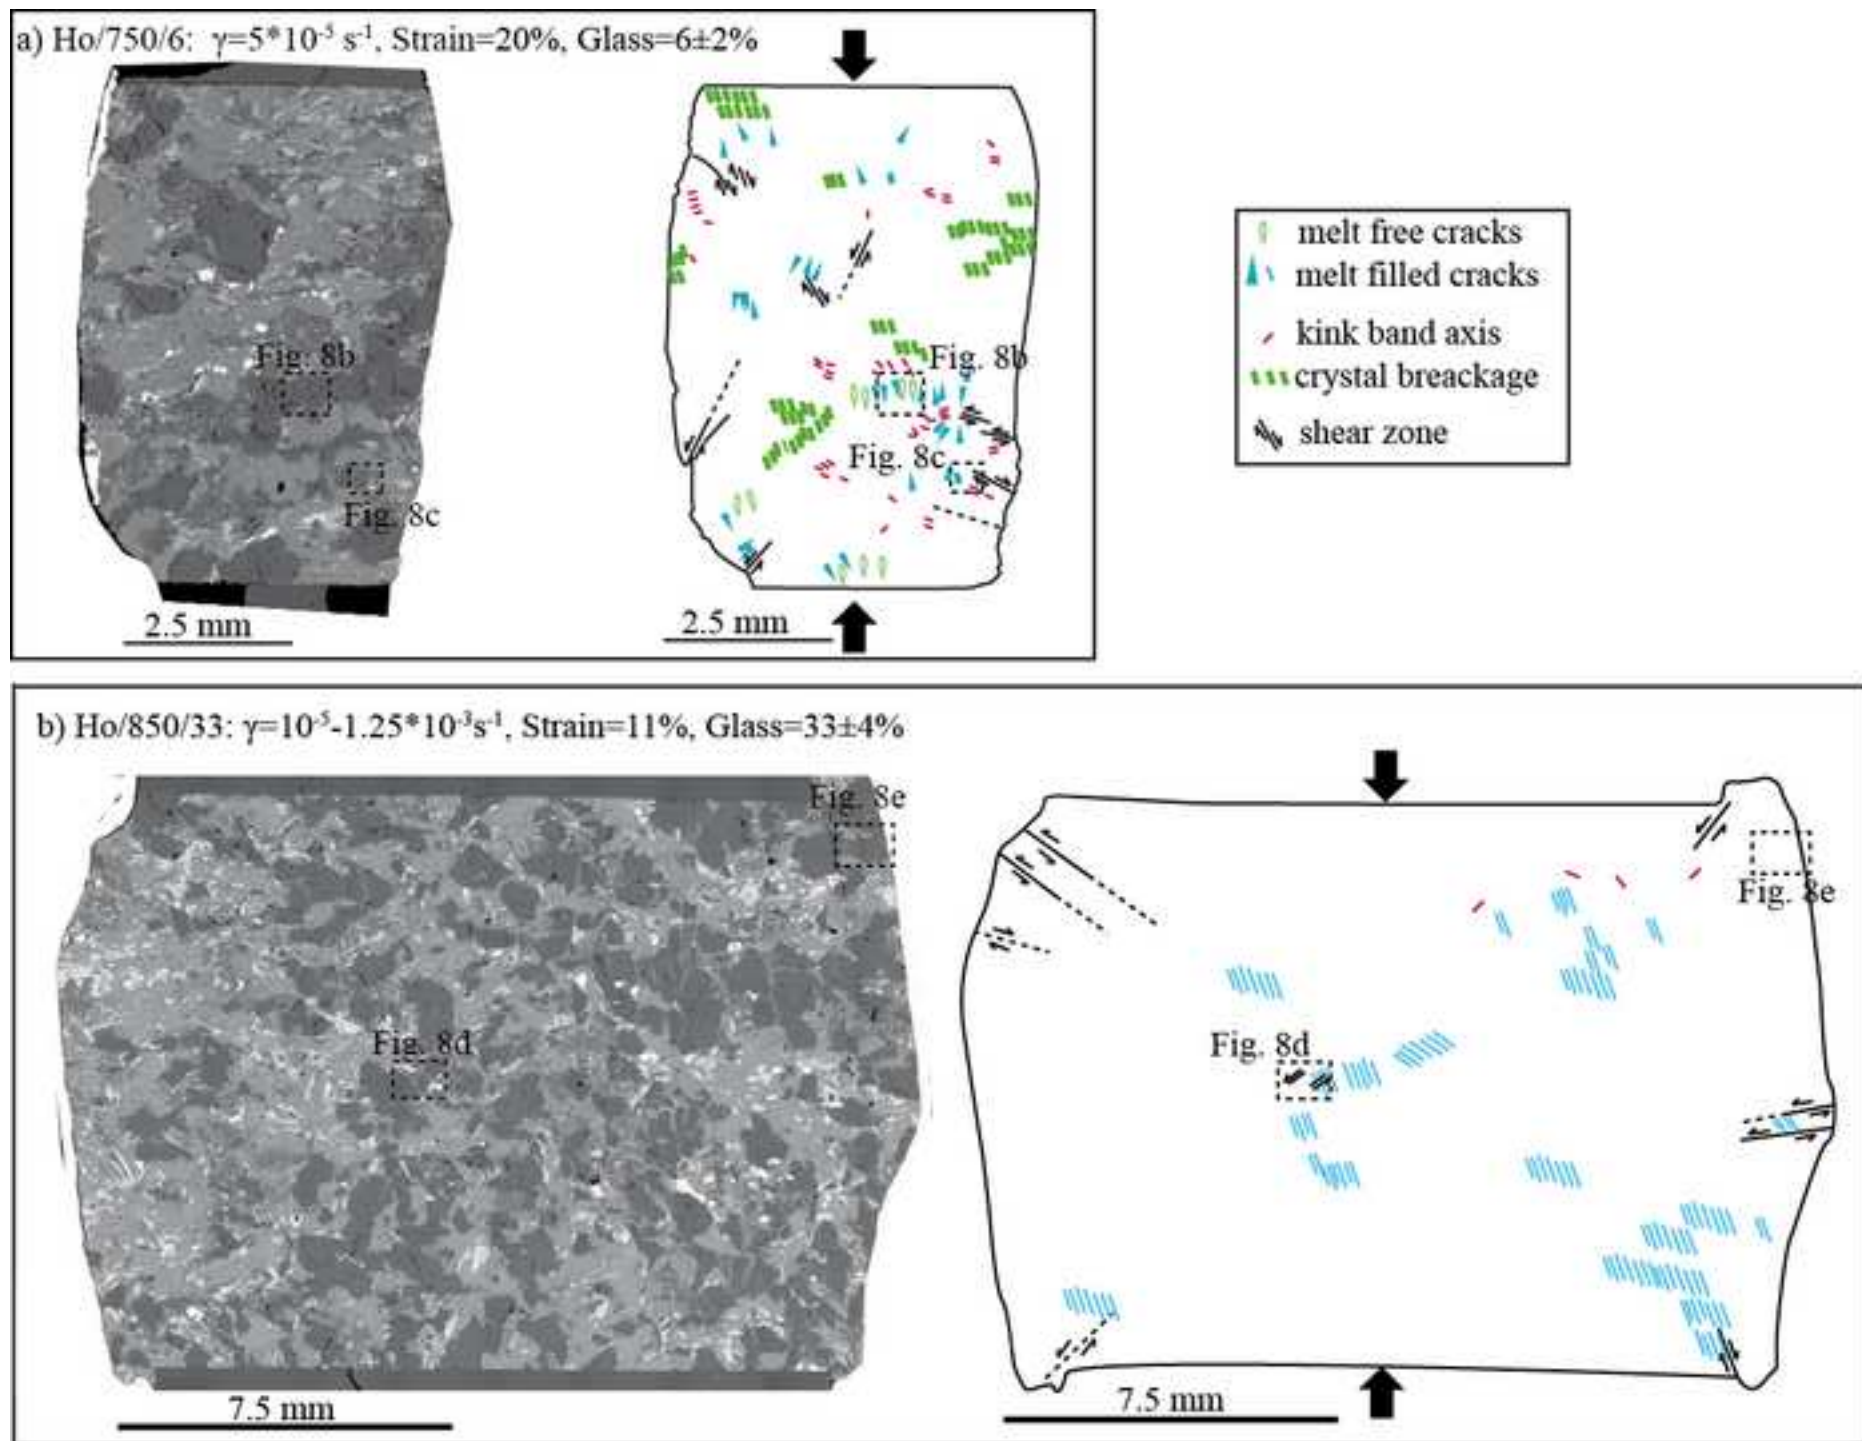 a) Ho/750/6: γ=5*10⁻⁵ s⁻¹, Strain=20%, Glass=6±2%
Fig. 8b
Fig. 8c
2.5 mm
Fig. 8b
Fig. 8c
2.5 mm
melt free cracks
melt filled cracks
kink band axis
crystal breackage
shear zone
b) Ho/850/33: γ=10⁻⁵-1.25*10⁻³s⁻¹, Strain=11%, Glass=33±4%
Fig. 8e
Fig. 8d
7.5 mm
Fig. 8e
Fig. 8d
7.5 mm